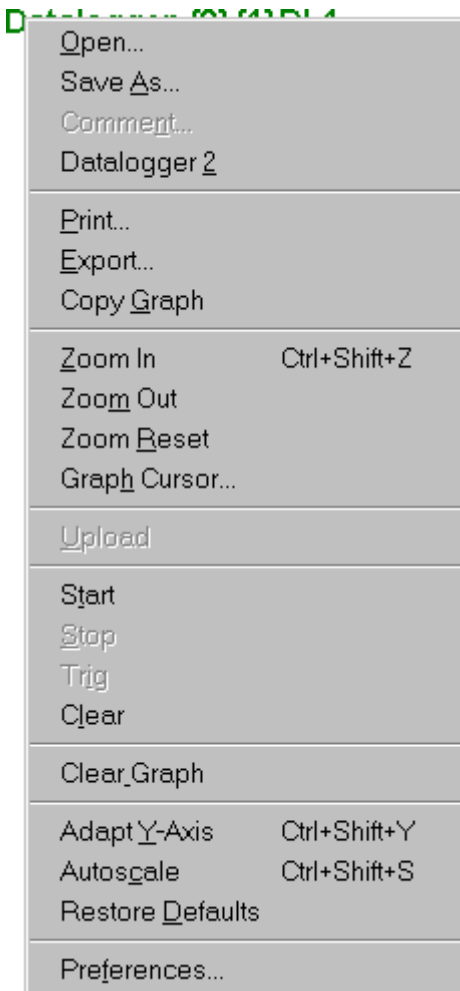 Open...
Save As...
Comment...
Datalogger 2
Print...
Export...
Copy Graph
Zoom In Ctrl+Shift+Z
Zoom Out
Zoom Reset
Graph Cursor...
Upload
Start
Stop
Trig
Clear
Clear Graph
Adapt Y-Axis Ctrl+Shift+Y
Autoscale Ctrl+Shift+S
Restore Defaults
Preferences...